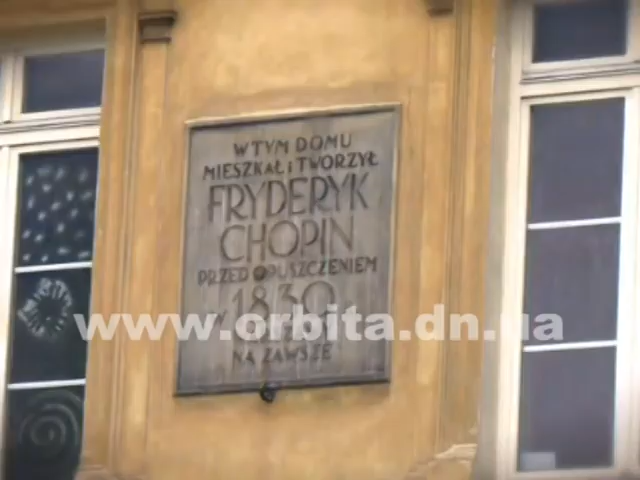 W TYM DOMU
MIESZKAŁ I TWORZYŁ
FRYDERYK
CHOPIN
PRZED OPUSZCZENIEM
W 1830
www.orbita.dn.ua
NA ZAWSZE